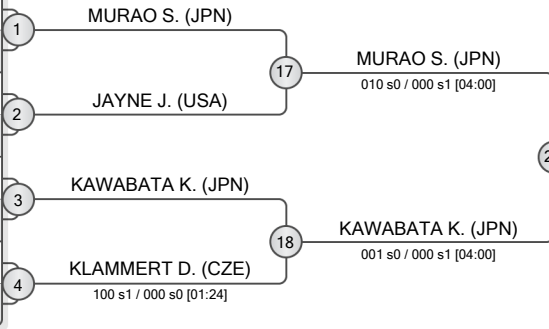 1
MURAO S. (JPN)
17
MURAO S. (JPN)
010 s0 / 000 s1 [04:00]
2
JAYNE J. (USA)
3
KAWABATA K. (JPN)
18
KAWABATA K. (JPN)
001 s0 / 000 s1 [04:00]
4
KLAMMERT D. (CZE)
100 s1 / 000 s0 [01:24]